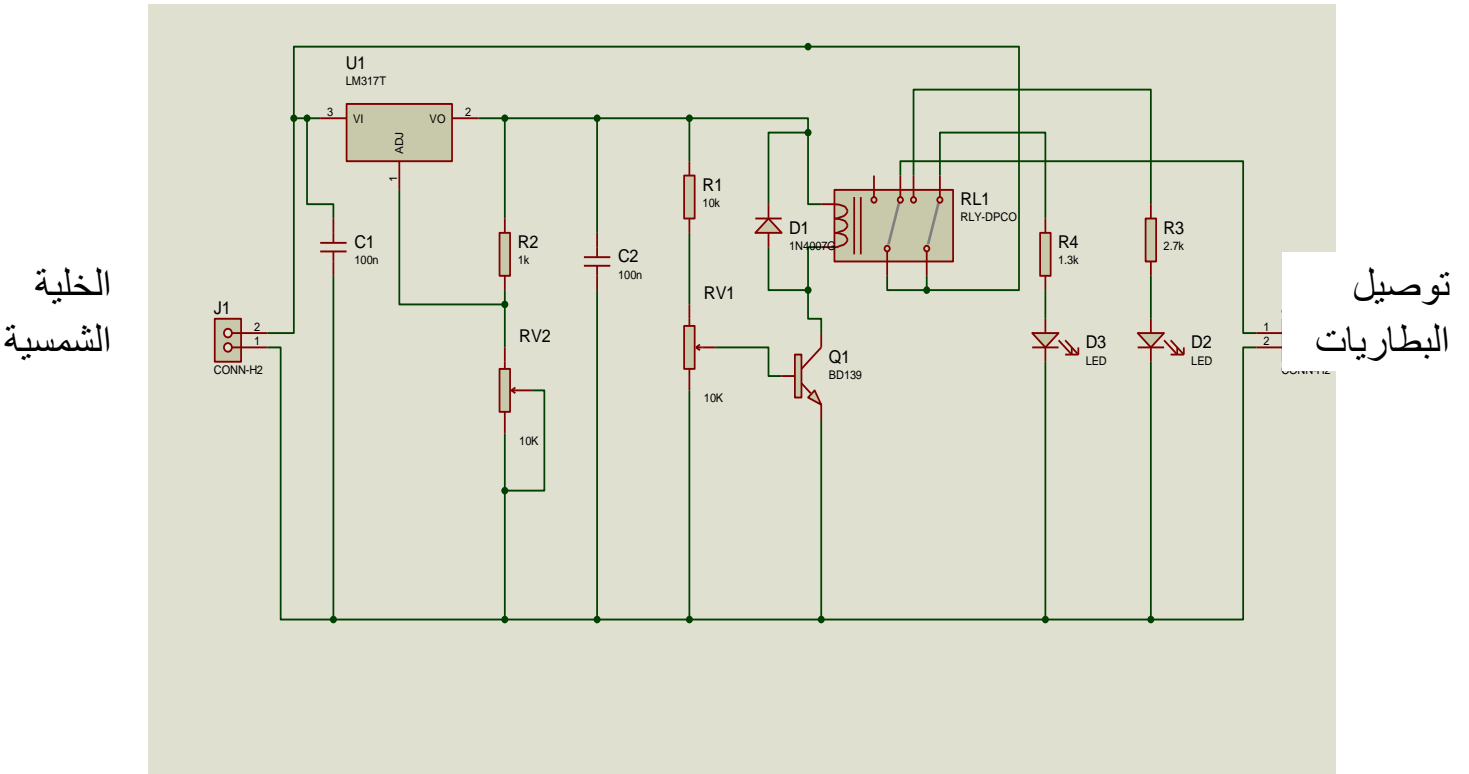 U1
LM317T
3
VI
VO
2
ADJ
1
C1
100n
R2
1k
C2
100n
R1
10k
D1
1N4007G
RL1
RLY-DPCO
R4
1.3k
R3
2.7k
الخلية
الشمسية
J1
2
1
CONN-H2
RV2
10K
RV1
10K
Q1
BD139
D3
LED
D2
LED
1
2
توصيل
البطاريات